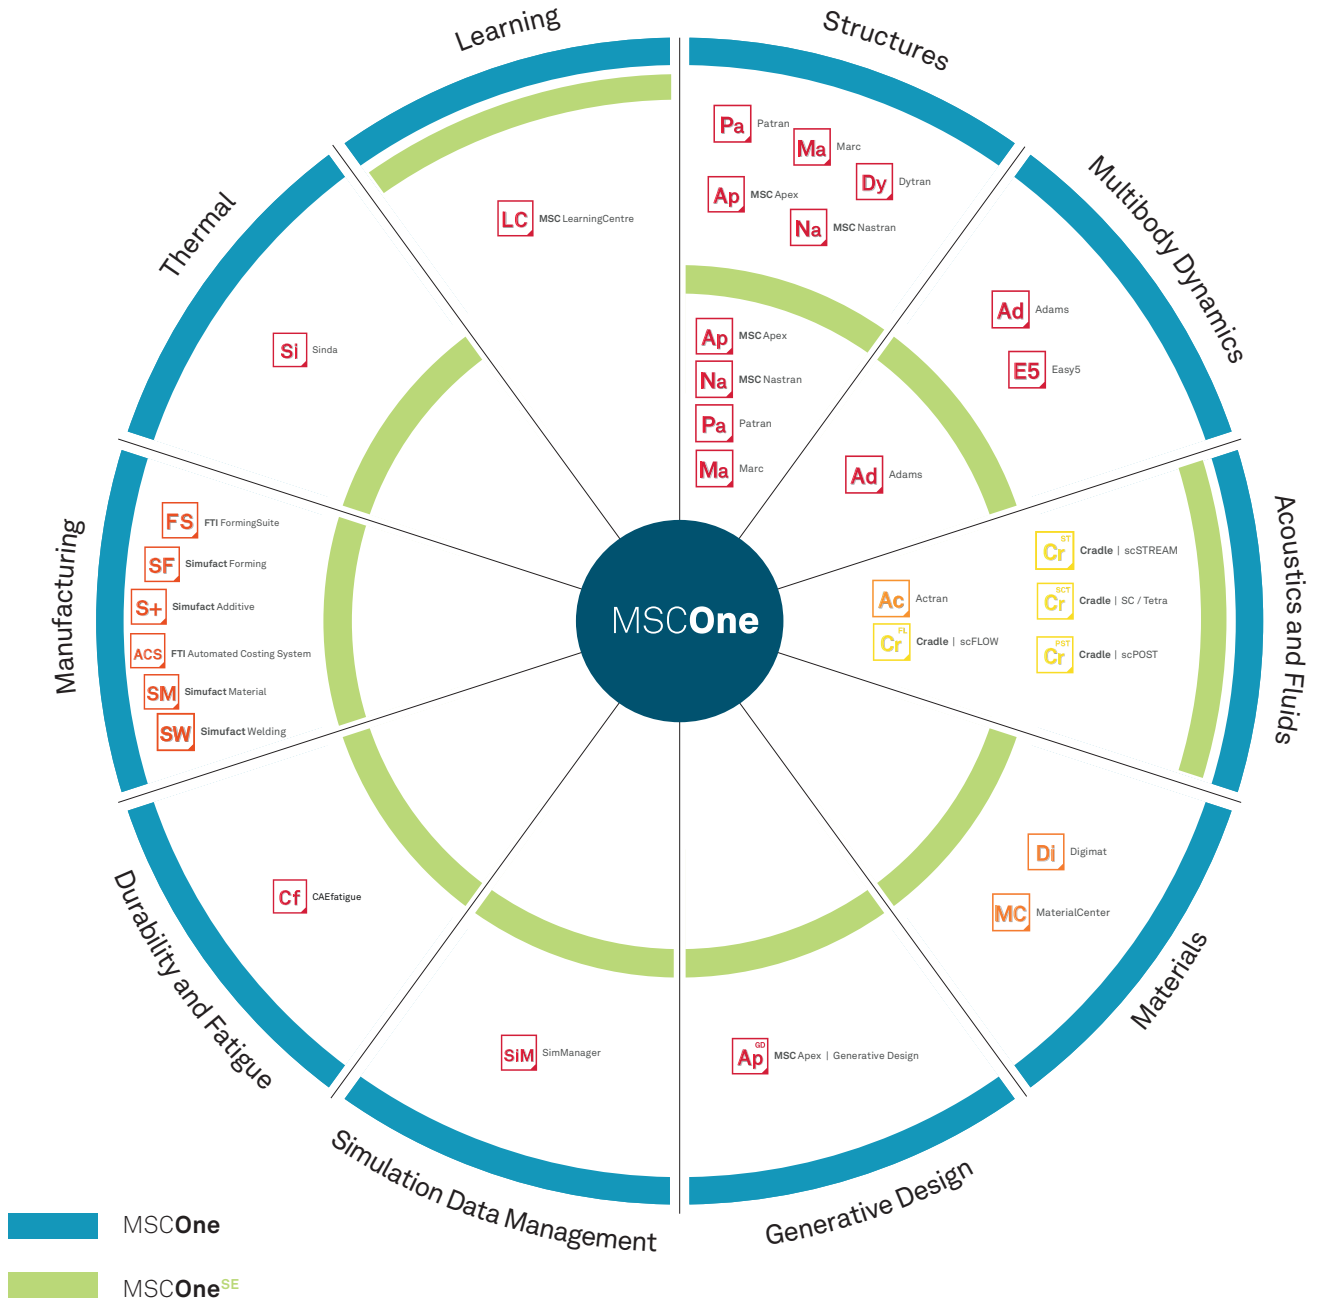 Learning
Structures
Pa Patran
Ma Marc
Dy Dytran
Ap MSC Apex
Na MSC Nastran
Ap MSC Apex
Na MSC Nastran
Pa Patran
Ma Marc
Multibody Dynamics
Ad Adams
E5 Easy5
Ad Adams
Acoustics and Fluids
Cr ST Cradle | scSTREAM
Ac Actran
Cr SCT Cradle | SC / Tetra
Cr FL Cradle | scFLOW
Cr PST Cradle | scPOST
Materials
Di Digimat
MC MaterialCenter
Generative Design
Ap GD MSC Apex | Generative Design
Simulation Data Management
SiM SimManager
Durability and Fatigue
Cf CAEfatigue
Manufacturing
FS FTI FormingSuite
SF Simufact Forming
S+ Simufact Additive
ACS FTI Automated Costing System
SM Simufact Material
SW Simufact Welding
Thermal
Si Sinda
LC MSC LearningCentre
MSCOne
MSCOne
MSCOne SE